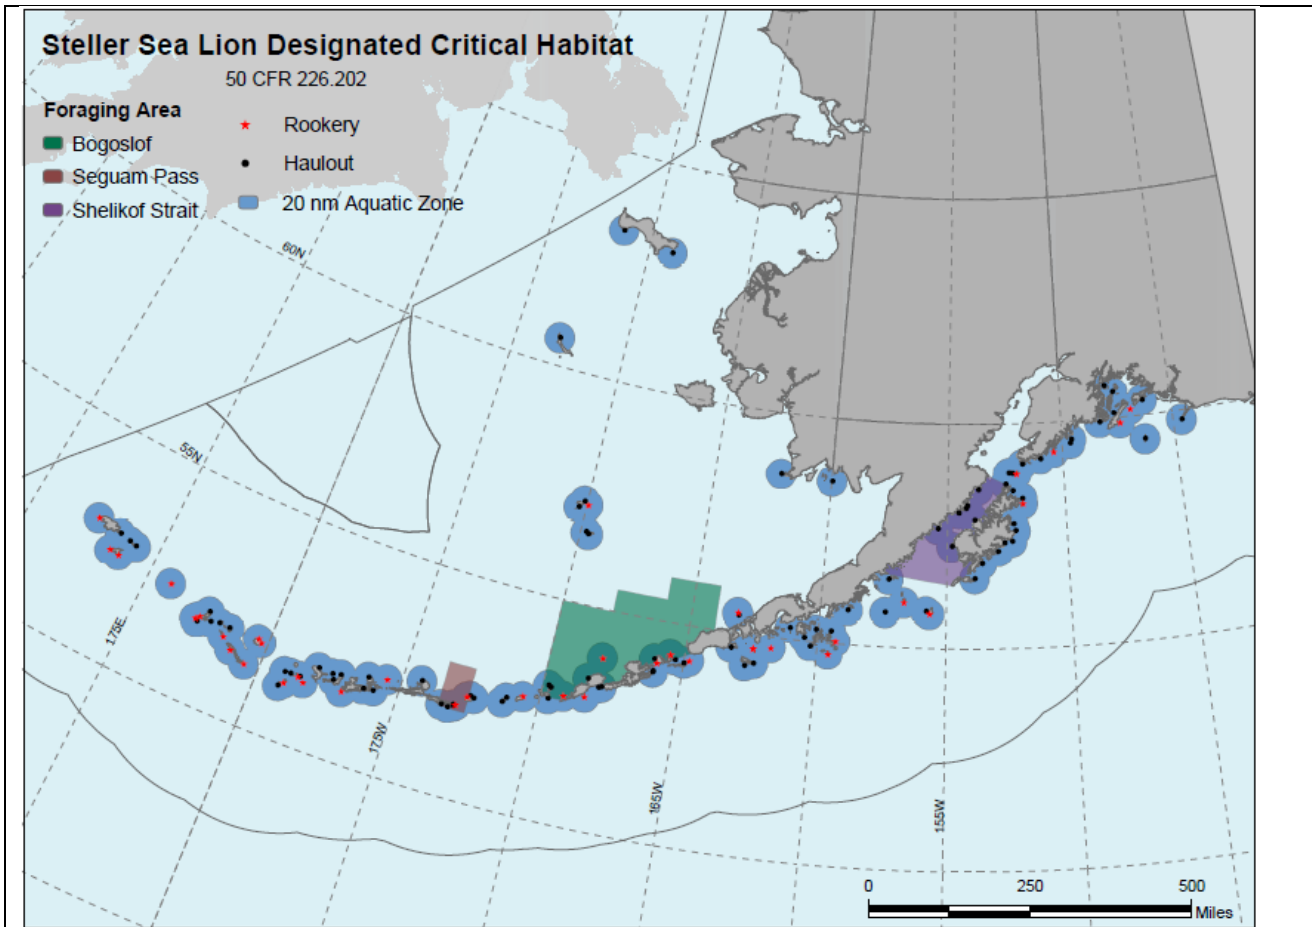 Steller Sea Lion Designated Critical Habitat
50 CFR 226.202
Foraging Area
Bogoslof
Seguam Pass
Shelikof Strait
Rookery
Haulout
20 nm Aquatic Zone
60N
55N
175E
175W
165W
155W
0 250 500
Miles